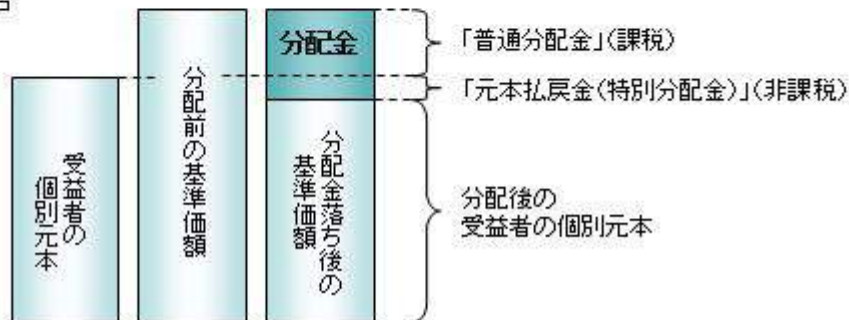 分配金
「普通分配金」(課税)
「元本払戻金(特別分配金)」(非課税)
受益者の
個別元本
分配前の基準価額
分配金落ち後の
基準価額
分配後の
受益者の個別元本